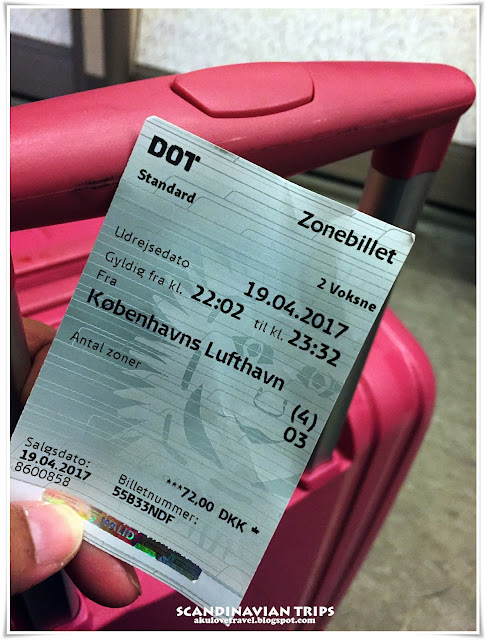 DOT
Standard
Zonebillet
2 Voksne
Udrejsedato 19.04.2017
Gyldig fra kl. 22:02 til kl. 23:32
Fra
Københavns Lufthavn (4)
Antal zoner 03
Salgsdato: ***72,00 DKK
19.04.2017 Billetnummer:
8600858 55B33NDF
VALID
SCANDINAVIAN TRIPS
akulovetravel.blogspot.com